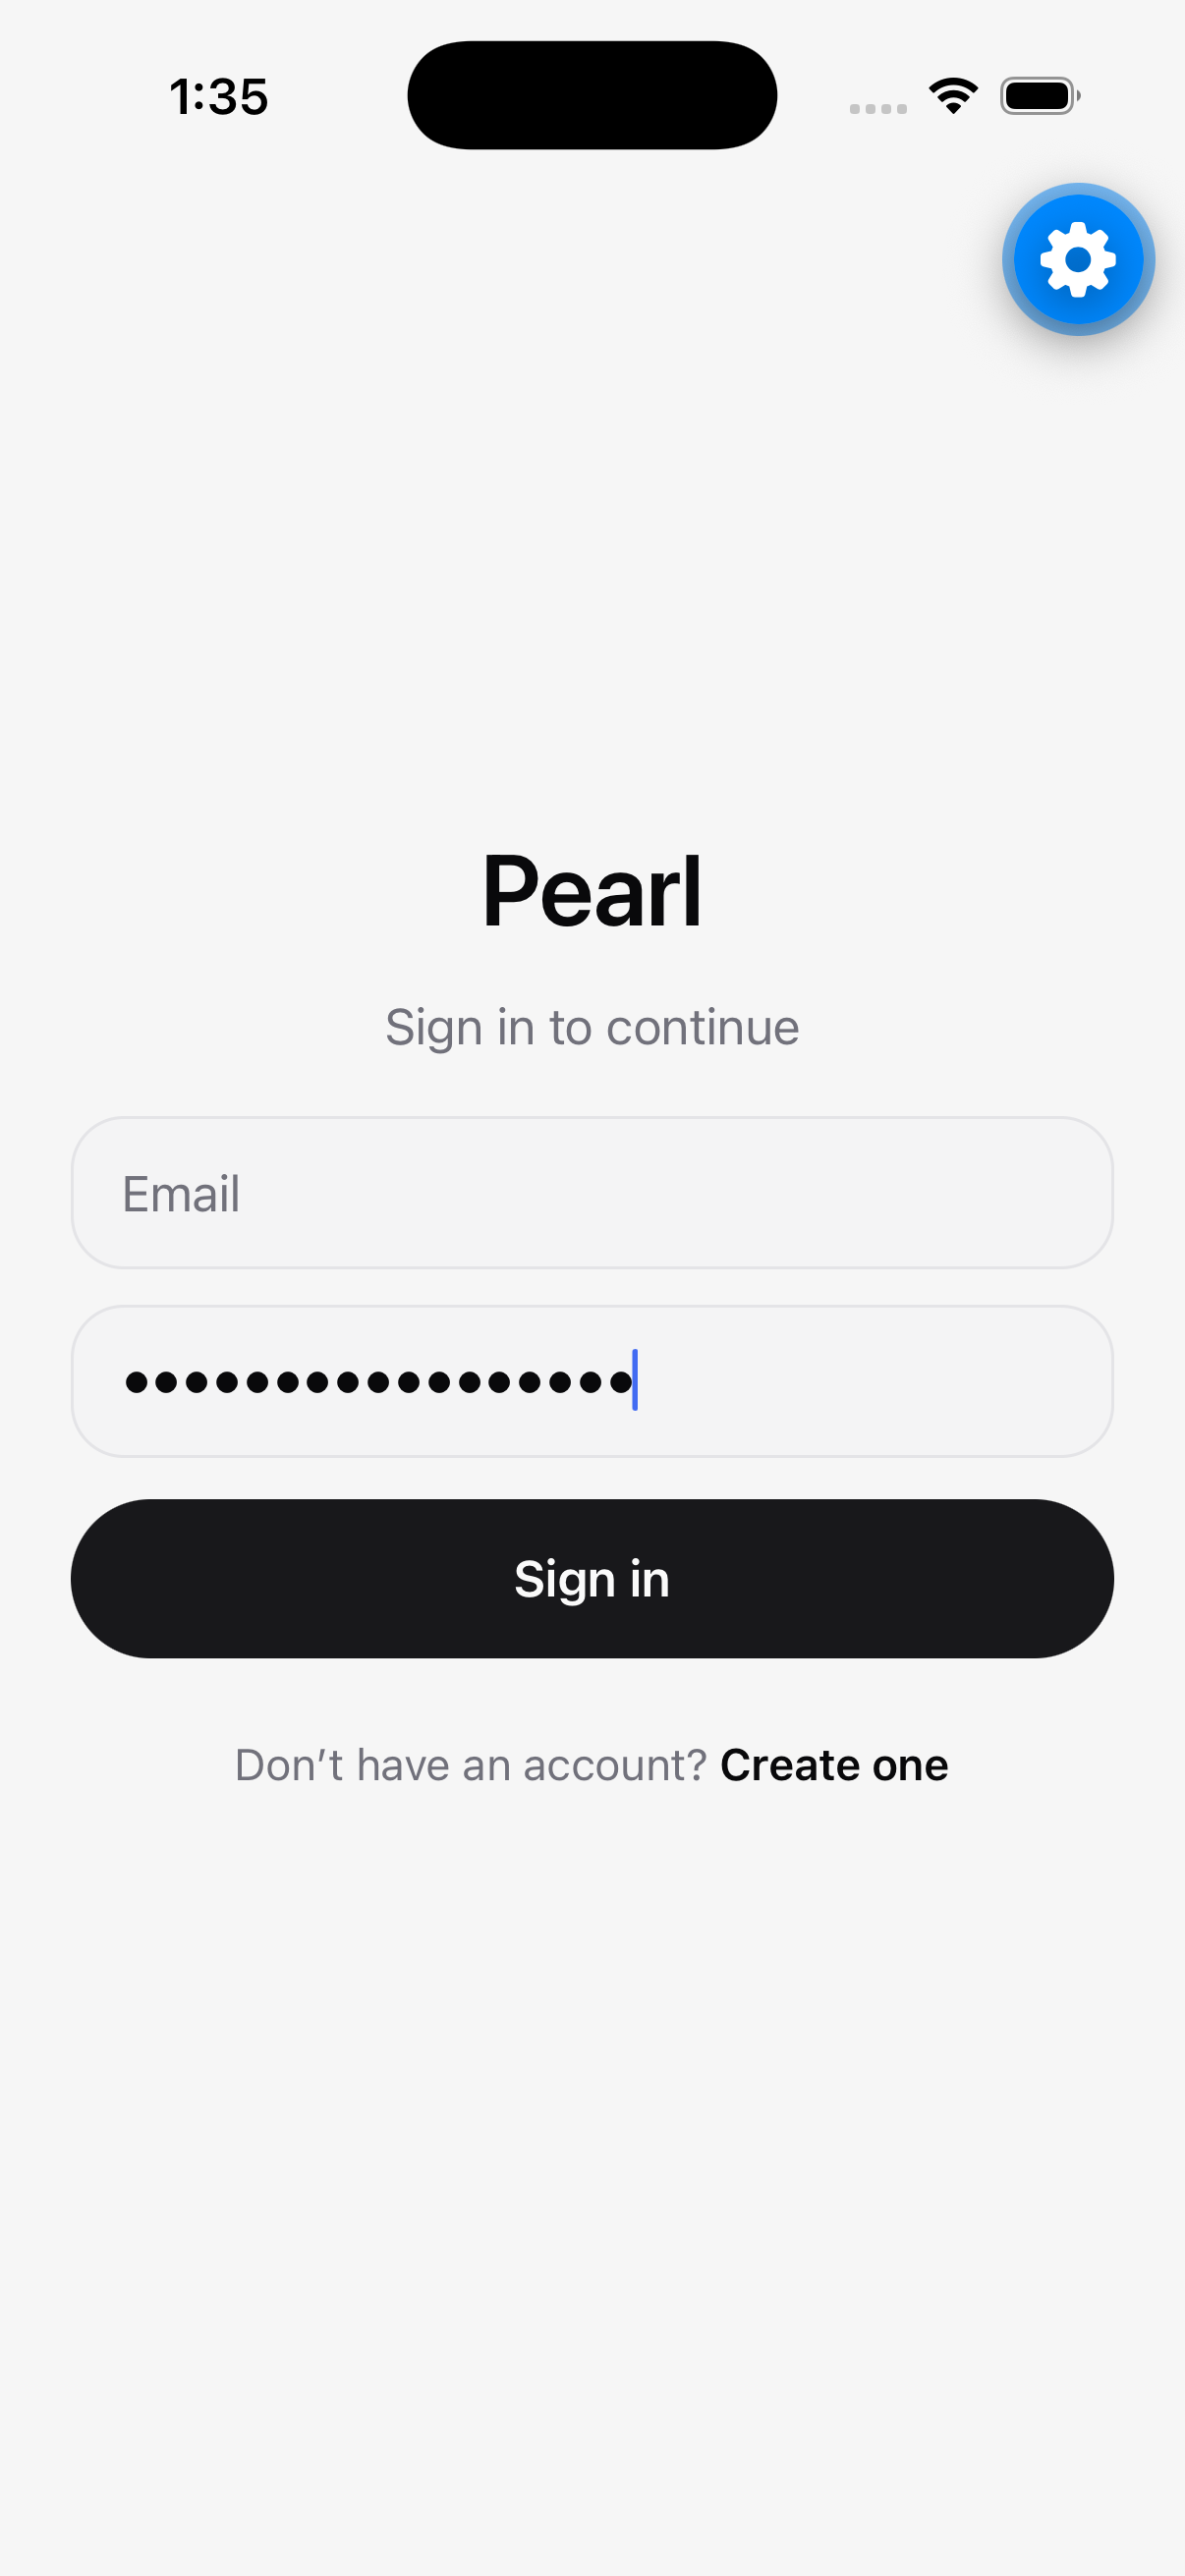 1:35
Pearl
Sign in to continue
Email
•••••••••••••••••
Sign in
Don’t have an account? Create one